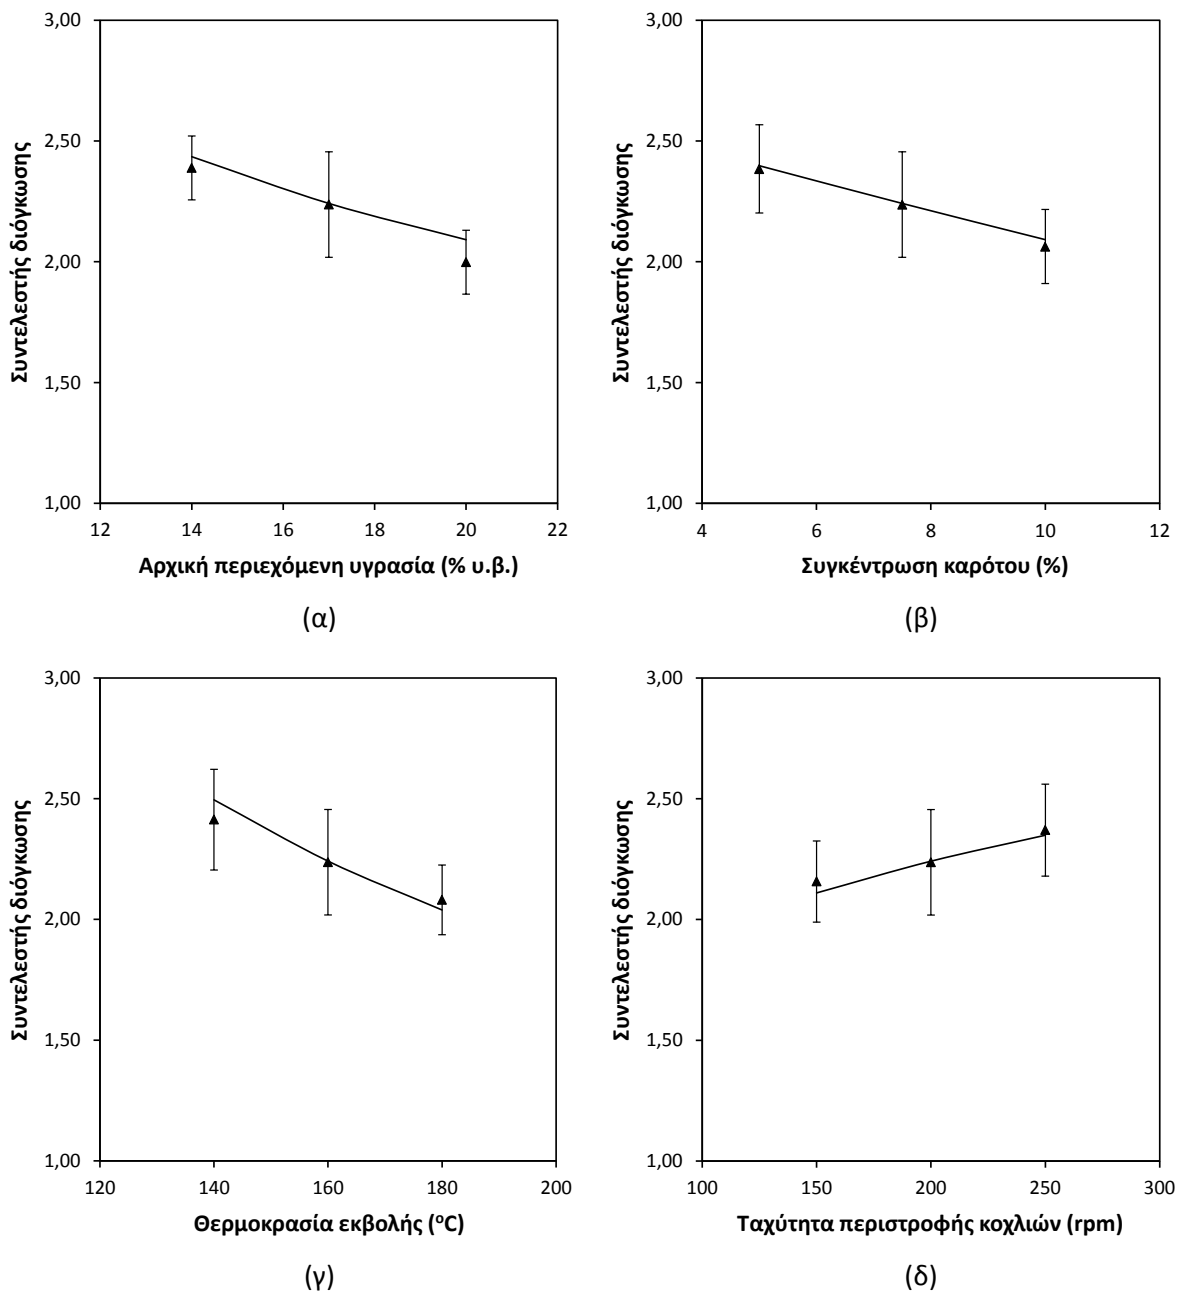 3,00
2,50
2,00
1,50
1,00
Συντελεστής διόγκωσης
12 14 16 18 20 22
Αρχική περιεχόμενη υγρασία (% υ.β.)
(α)
3,00
2,50
2,00
1,50
1,00
Συντελεστής διόγκωσης
4 6 8 10 12
Συγκέντρωση καρότου (%)
(β)
3,00
2,50
2,00
1,50
1,00
Συντελεστής διόγκωσης
120 140 160 180 200
Θερμοκρασία εκβολής (°C)
(γ)
3,00
2,50
2,00
1,50
1,00
Συντελεστής διόγκωσης
100 150 200 250 300
Ταχύτητα περιστροφής κοχλιών (rpm)
(δ)